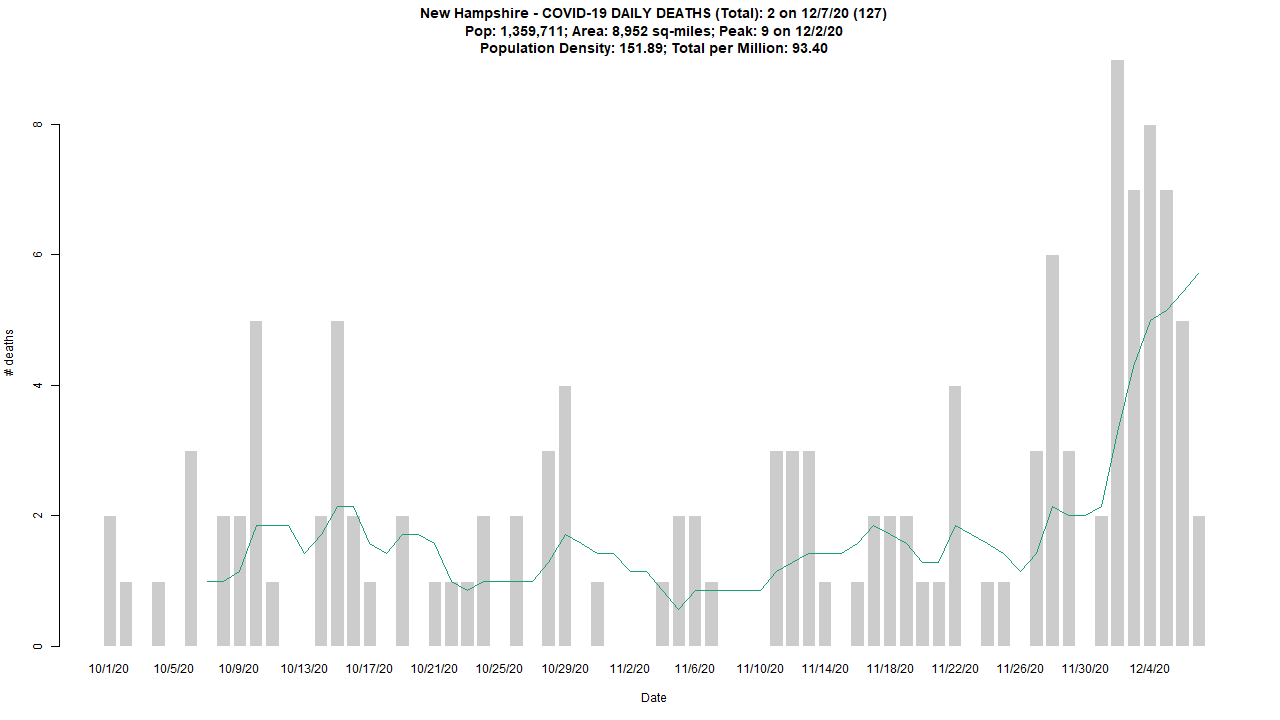 New Hampshire - COVID-19 DAILY DEATHS (Total): 2 on 12/7/20 (127)
Pop: 1,359,711; Area: 8,952 sq-miles; Peak: 9 on 12/2/20
Population Density: 151.89; Total per Million: 93.40
# deaths
8
6
4
2
0
10/1/20 10/5/20 10/9/20 10/13/20 10/17/20 10/21/20 10/25/20 10/29/20 11/2/20 11/6/20 11/10/20 11/14/20 11/18/20 11/22/20 11/26/20 11/30/20 12/4/20
Date